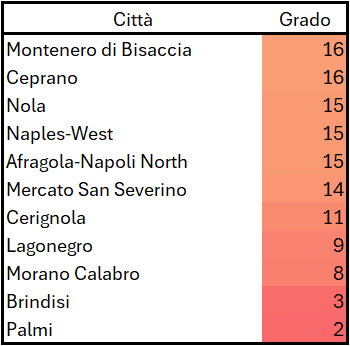 Città Grado
Montenero di Bisaccia 16
Ceprano 16
Nola 15
Naples-West 15
Afragola-Napoli North 15
Mercato San Severino 14
Cerignola 11
Lagonegro 9
Morano Calabro 8
Brindisi 3
Palmi 2